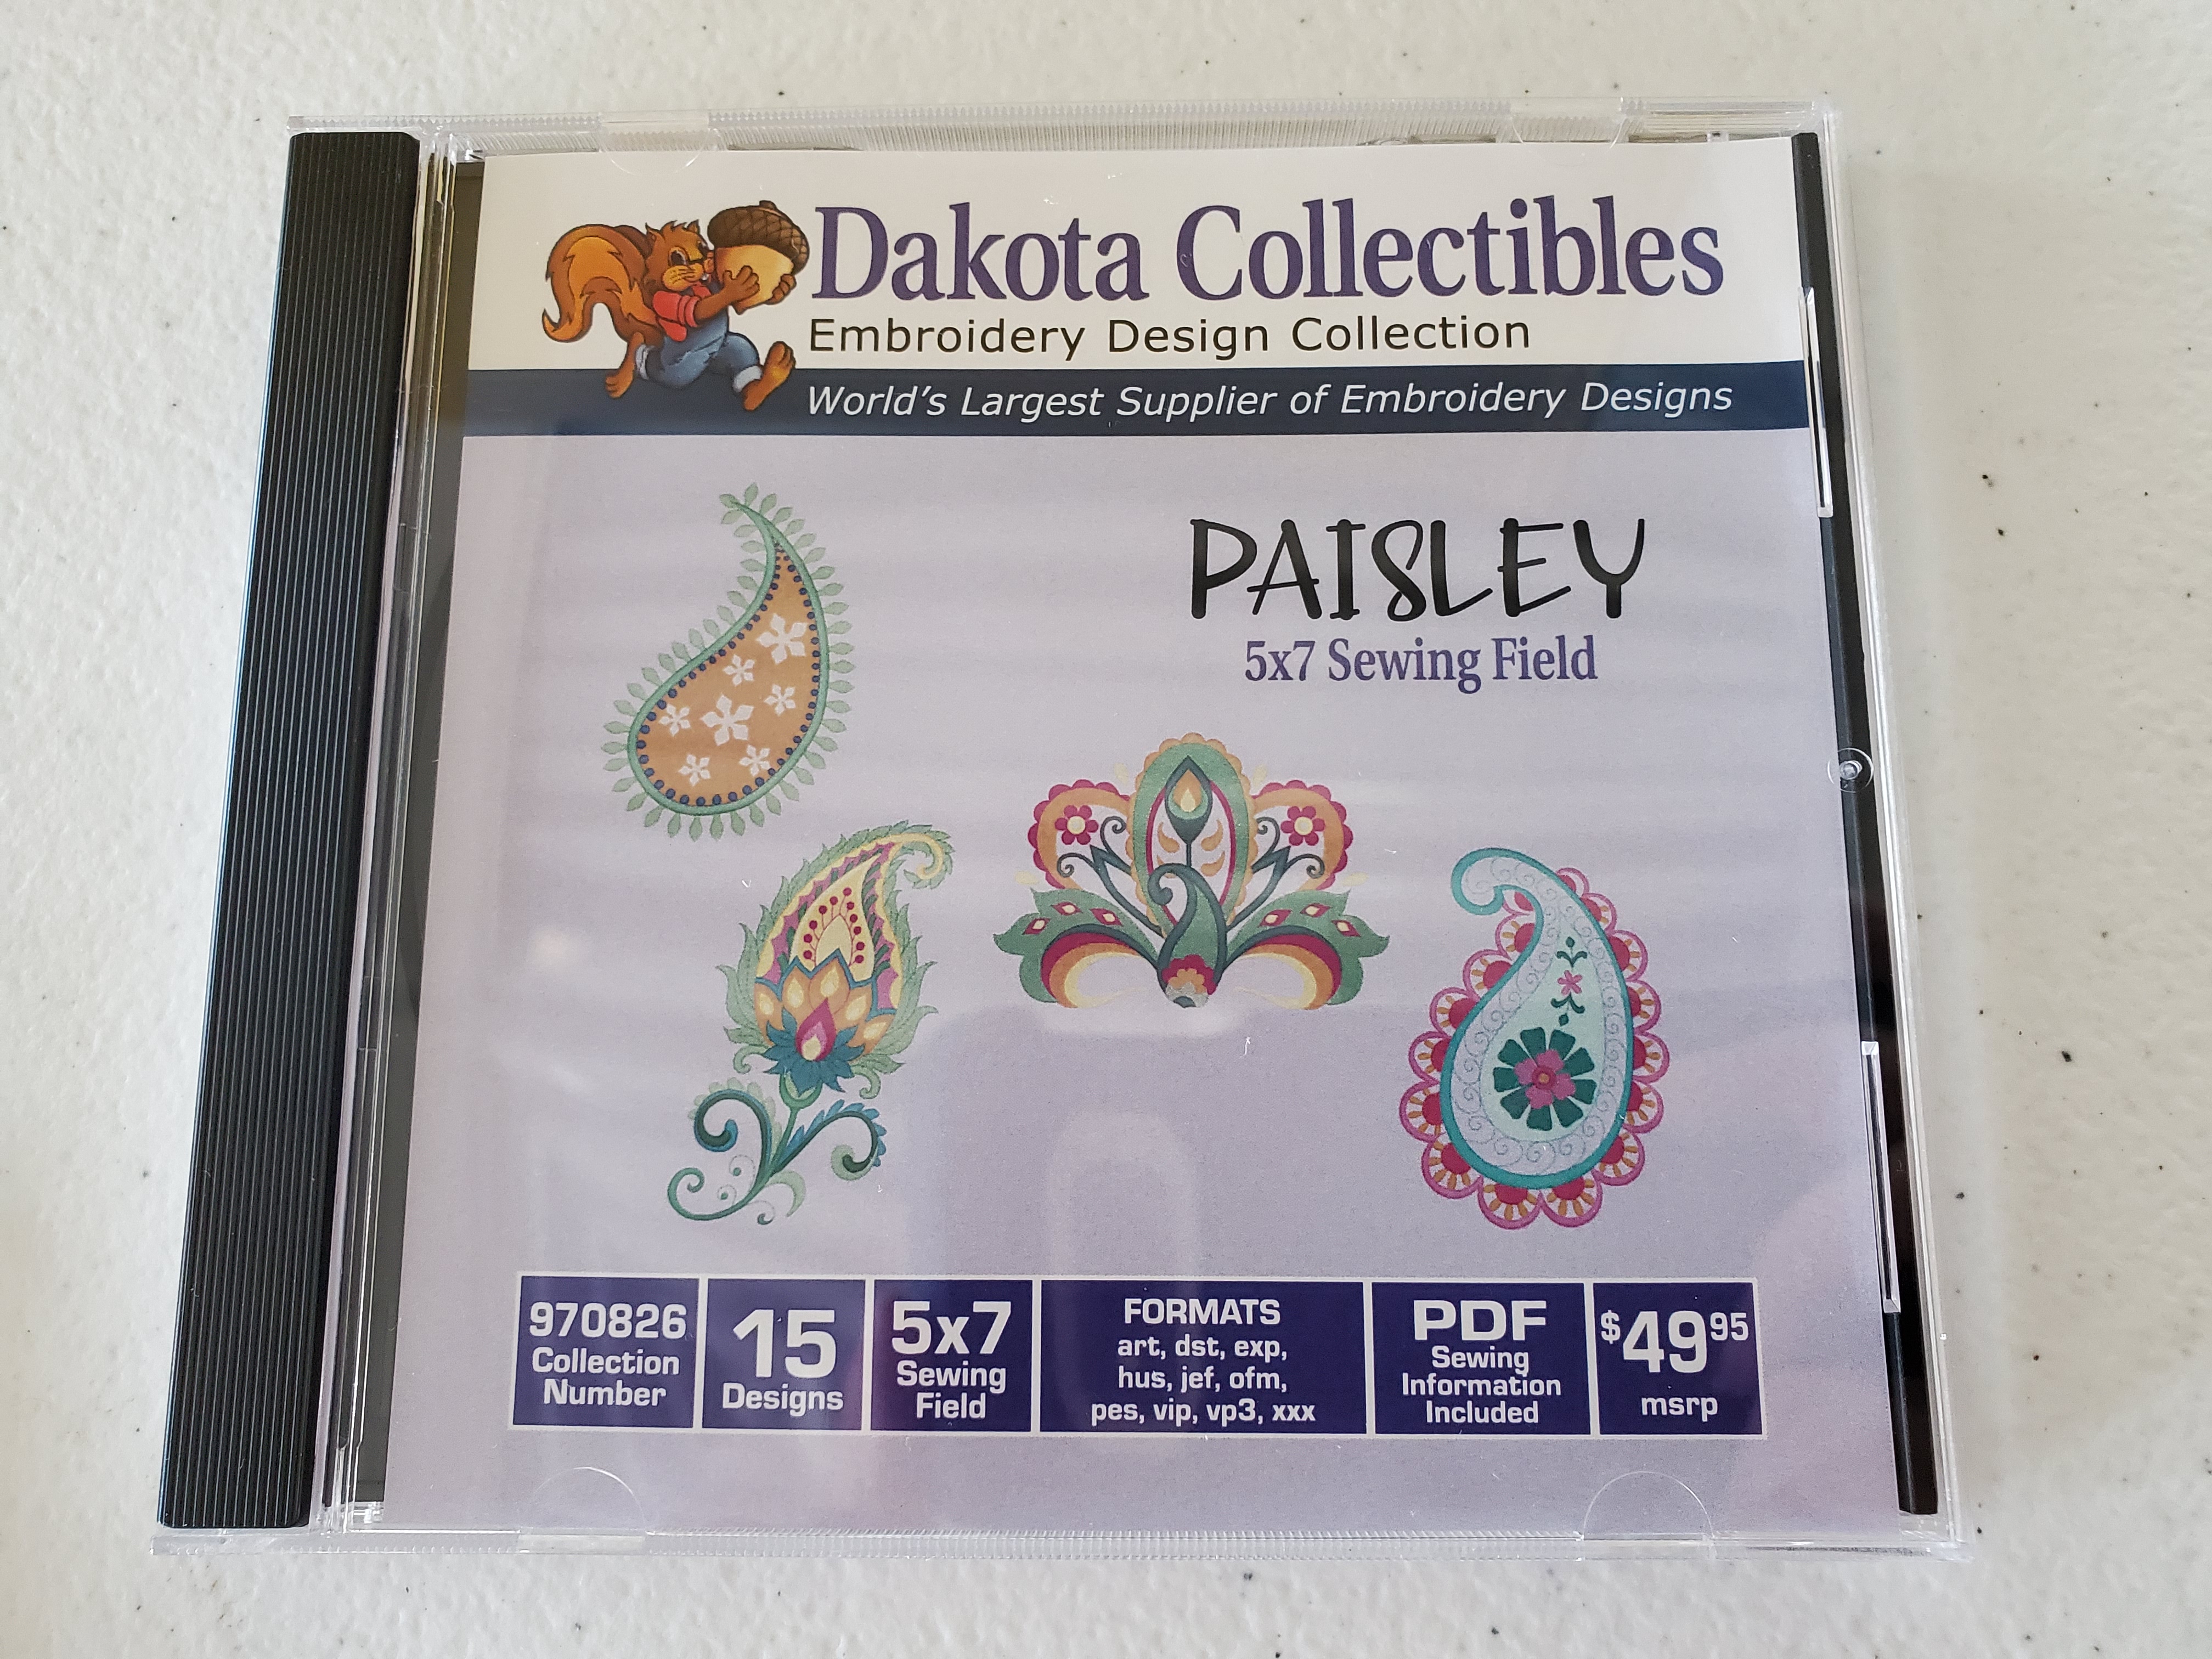 Dakota Collectibles
Embroidery Design Collection
World's Largest Supplier of Embroidery Designs
PAISLEY
5x7 Sewing Field
970826
Collection
Number
15
Designs
5x7
Sewing
Field
FORMATS
art, dst, exp,
hus, jef, ofm,
pes, vip, vp3, xxx
PDF
Sewing
Information
Included
$49.95
msrp